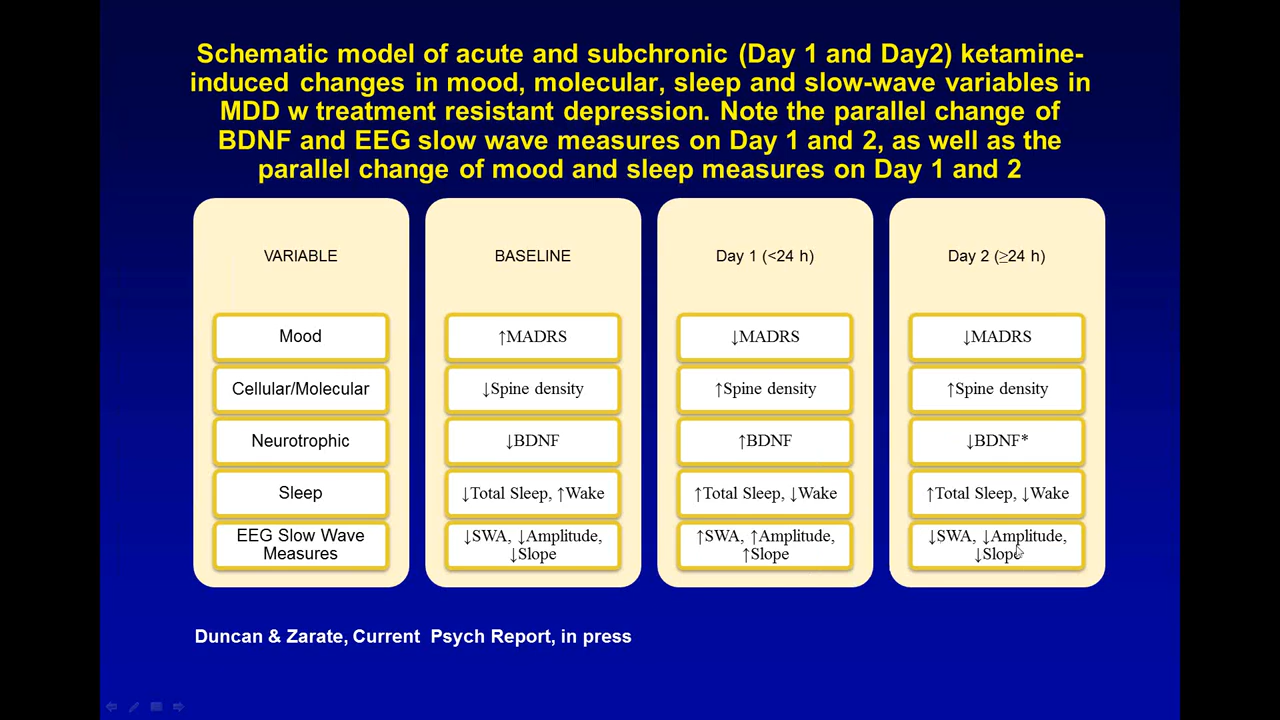 Schematic model of acute and subchronic (Day 1 and Day2) ketamine-
induced changes in mood, molecular, sleep and slow-wave variables in
MDD w treatment resistant depression. Note the parallel change of
BDNF and EEG slow wave measures on Day 1 and 2, as well as the
parallel change of mood and sleep measures on Day 1 and 2
VARIABLE
Mood
Cellular/Molecular
Neurotrophic
Sleep
EEG Slow Wave
Measures
BASELINE
↑MADRS
↓Spine density
↓BDNF
↓Total Sleep, ↑Wake
↓SWA, ↓Amplitude,
↓Slope
Day 1 (<24 h)
↓MADRS
↑Spine density
↑BDNF
↑Total Sleep, ↓Wake
↑SWA, ↑Amplitude,
↑Slope
Day 2 (≥24 h)
↓MADRS
↑Spine density
↓BDNF*
↑Total Sleep, ↓Wake
↓SWA, ↓Amplitude,
↓Slope
Duncan & Zarate, Current  Psych Report, in press